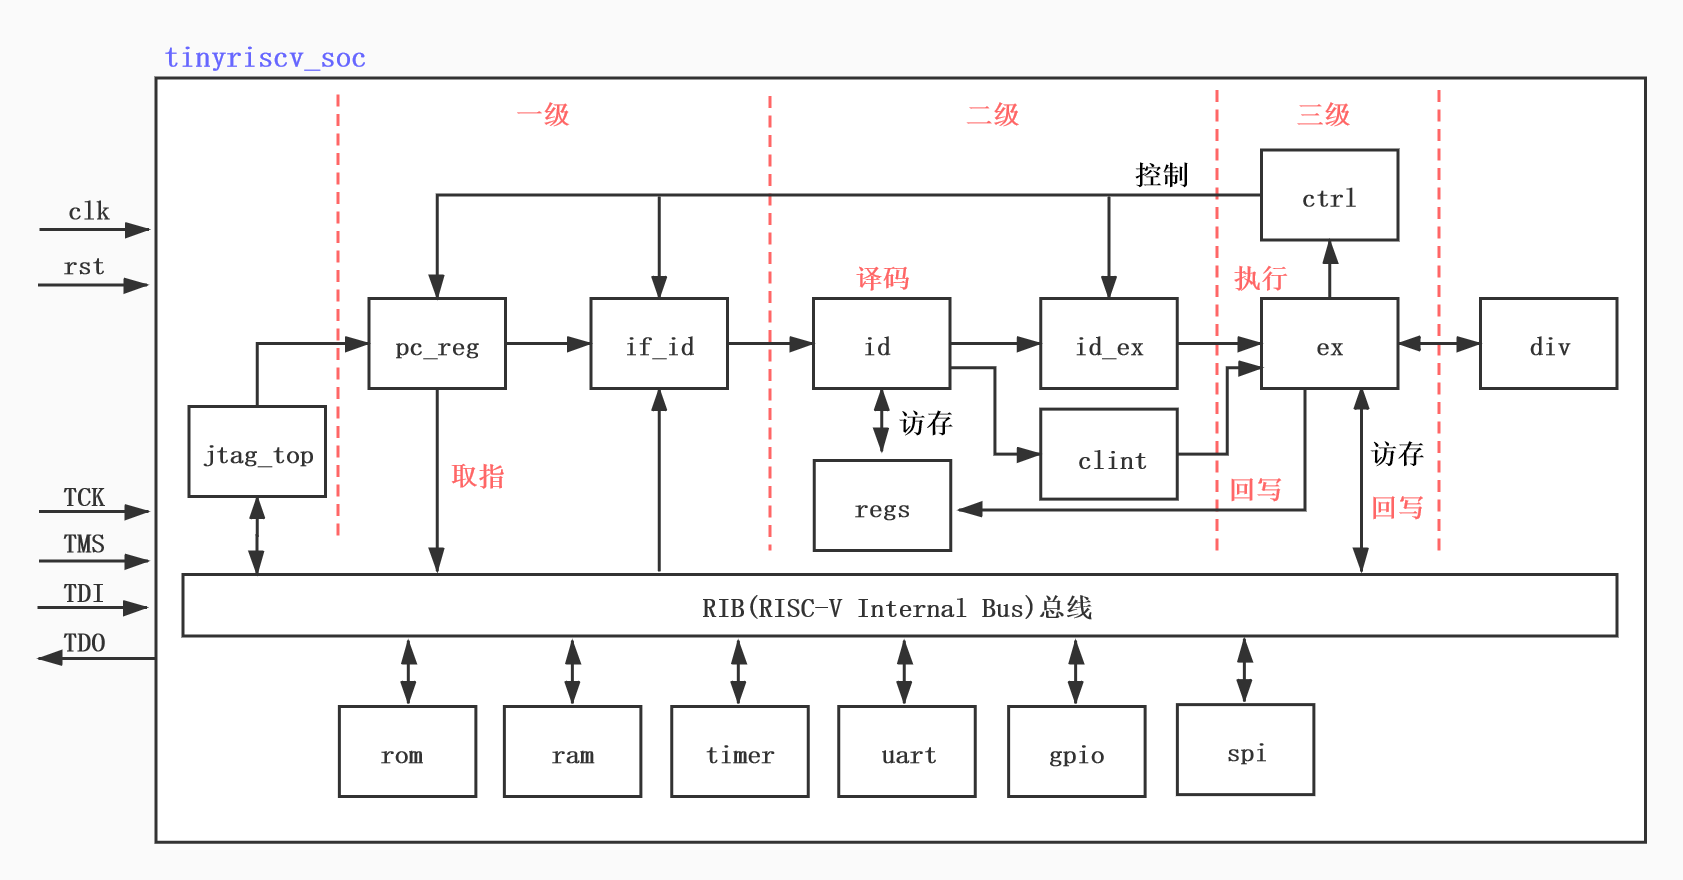 tinyriscv_soc
一级
二级
三级
控制
ctrl
clk
rst
译码
执行
pc_reg
if_id
id
id_ex
ex
div
jtag_top
访存
访存
clint
取指
回写
回写
regs
TCK
TMS
TDI
TDO
RIB(RISC-V Internal Bus)总线
rom
ram
timer
uart
gpio
spi